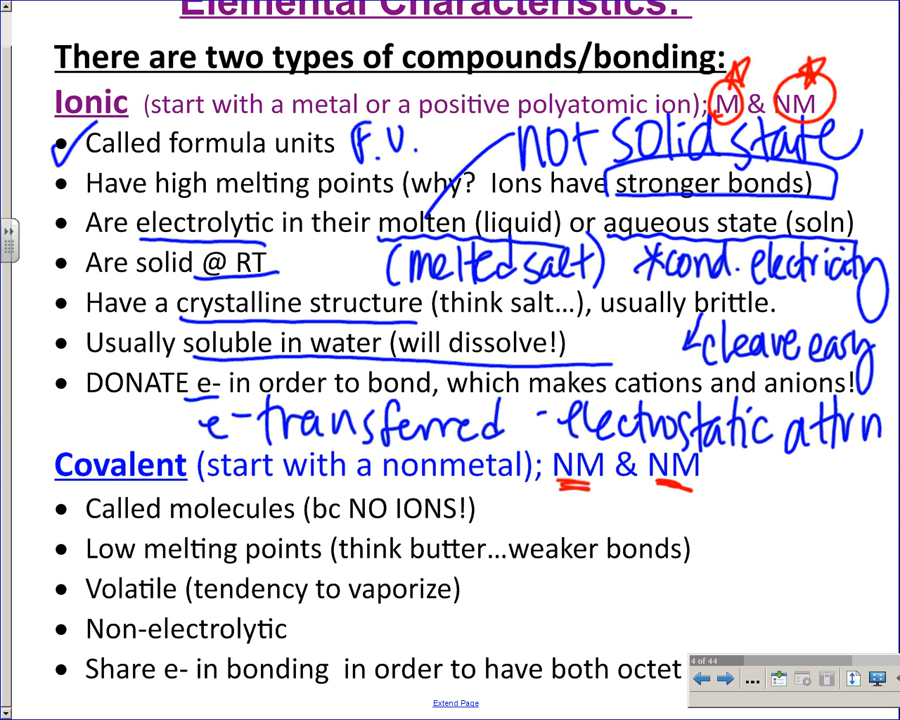 Elemental Characteristics:
There are two types of compounds/bonding:
Ionic (start with a metal or a positive polyatomic ion); M & NM
• Called formula units F.U. not solid state
• Have high melting points (why? Ions have stronger bonds)
• Are electrolytic in their molten (liquid) or aqueous state (soln)
• Are solid @ RT (melted salt) *cond. electricity
• Have a crystalline structure (think salt...), usually brittle.
• Usually soluble in water (will dissolve!) cleave easy
• DONATE e- in order to bond, which makes cations and anions!
e- transferred - electrostatic attrn
Covalent (start with a nonmetal); NM & NM
• Called molecules (bc NO IONS!)
• Low melting points (think butter...weaker bonds)
• Volatile (tendency to vaporize)
• Non-electrolytic
• Share e- in bonding in order to have both octet
4 of 44
Extend Page